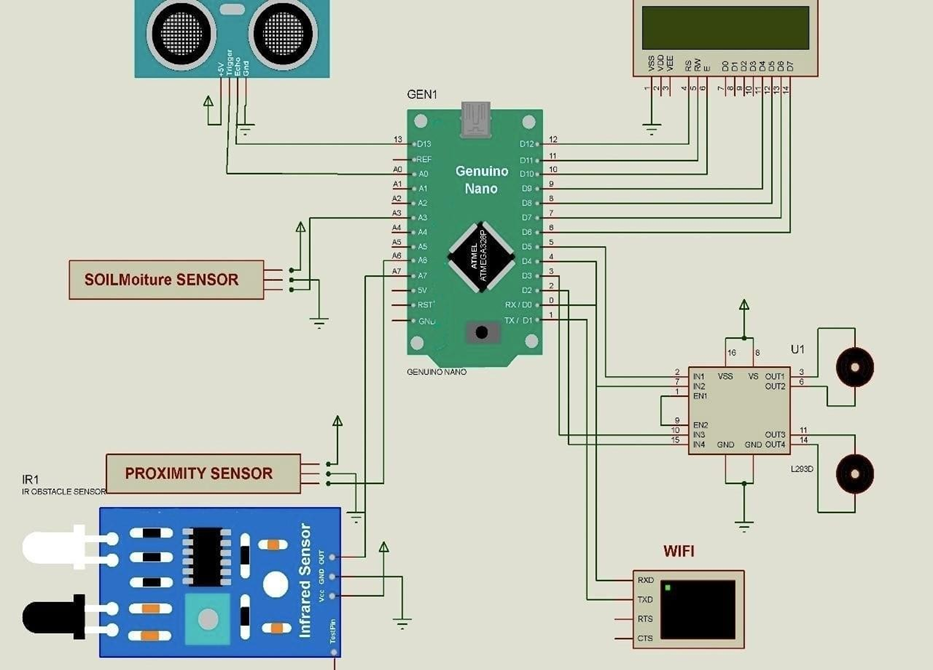 +5V
Trigger
Echo
Gnd
VSS
VDD
VEE
RS
RW
E
D0
D1
D2
D3
D4
D5
D6
D7
1
2
3
4
5
6
7
8
9
10
11
12
13
14
GEN1
Genuino
Nano
ATMEL
ATMEGA328P
13 D13
REF
A0 A0
A1 A1
A2 A2
A3 A3
A4 A4
A5 A5
A6 A6
A7 A7
5V
RST
GND
D12 12
D11 11
D10 10
D9 9
D8 8
D7 7
D6 6
D5 5
D4 4
D3 3
D2 2
RX / D0 0
TX / D1 1
GENUINO NANO
SOILMoiture SENSOR
PROXIMITY SENSOR
IR1
IR OBSTACLE SENSOR
Infrared Sensor
OUT
GND
Vcc
TestPin
U1
16
8
2 IN1
7 IN2
1 EN1
9 EN2
10 IN3
15 IN4
VSS
VS
OUT1 3
OUT2 6
OUT3 11
OUT4 14
GND
GND
L293D
WIFI
RXD
TXD
RTS
CTS